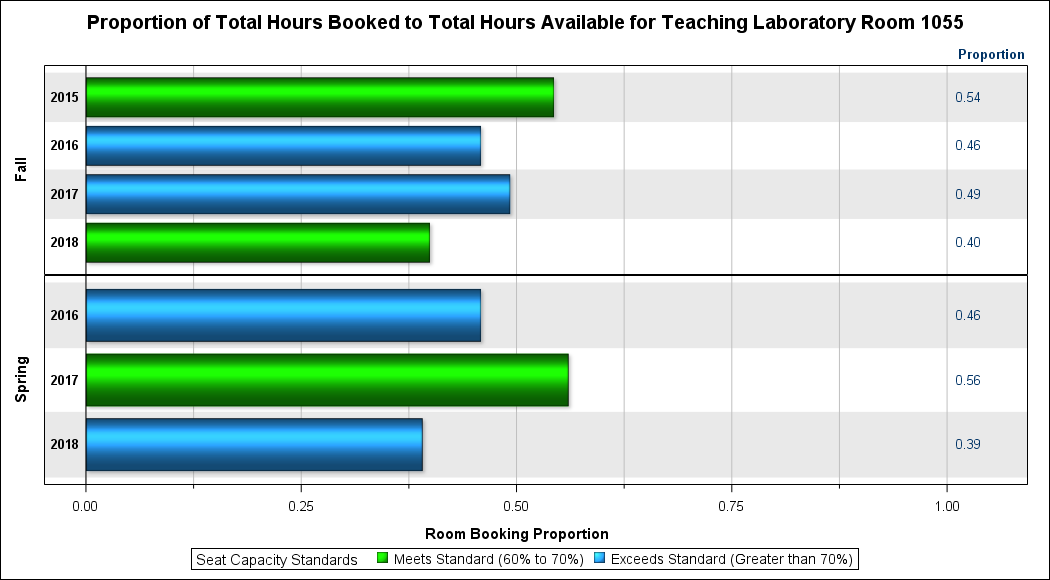 Proportion of Total Hours Booked to Total Hours Available for Teaching Laboratory Room 1055
Proportion
Fall
2015 0.54
2016 0.46
2017 0.49
2018 0.40
Spring
2016 0.46
2017 0.56
2018 0.39
0.00 0.25 0.50 0.75 1.00
Room Booking Proportion
Seat Capacity Standards Meets Standard (60% to 70%) Exceeds Standard (Greater than 70%)